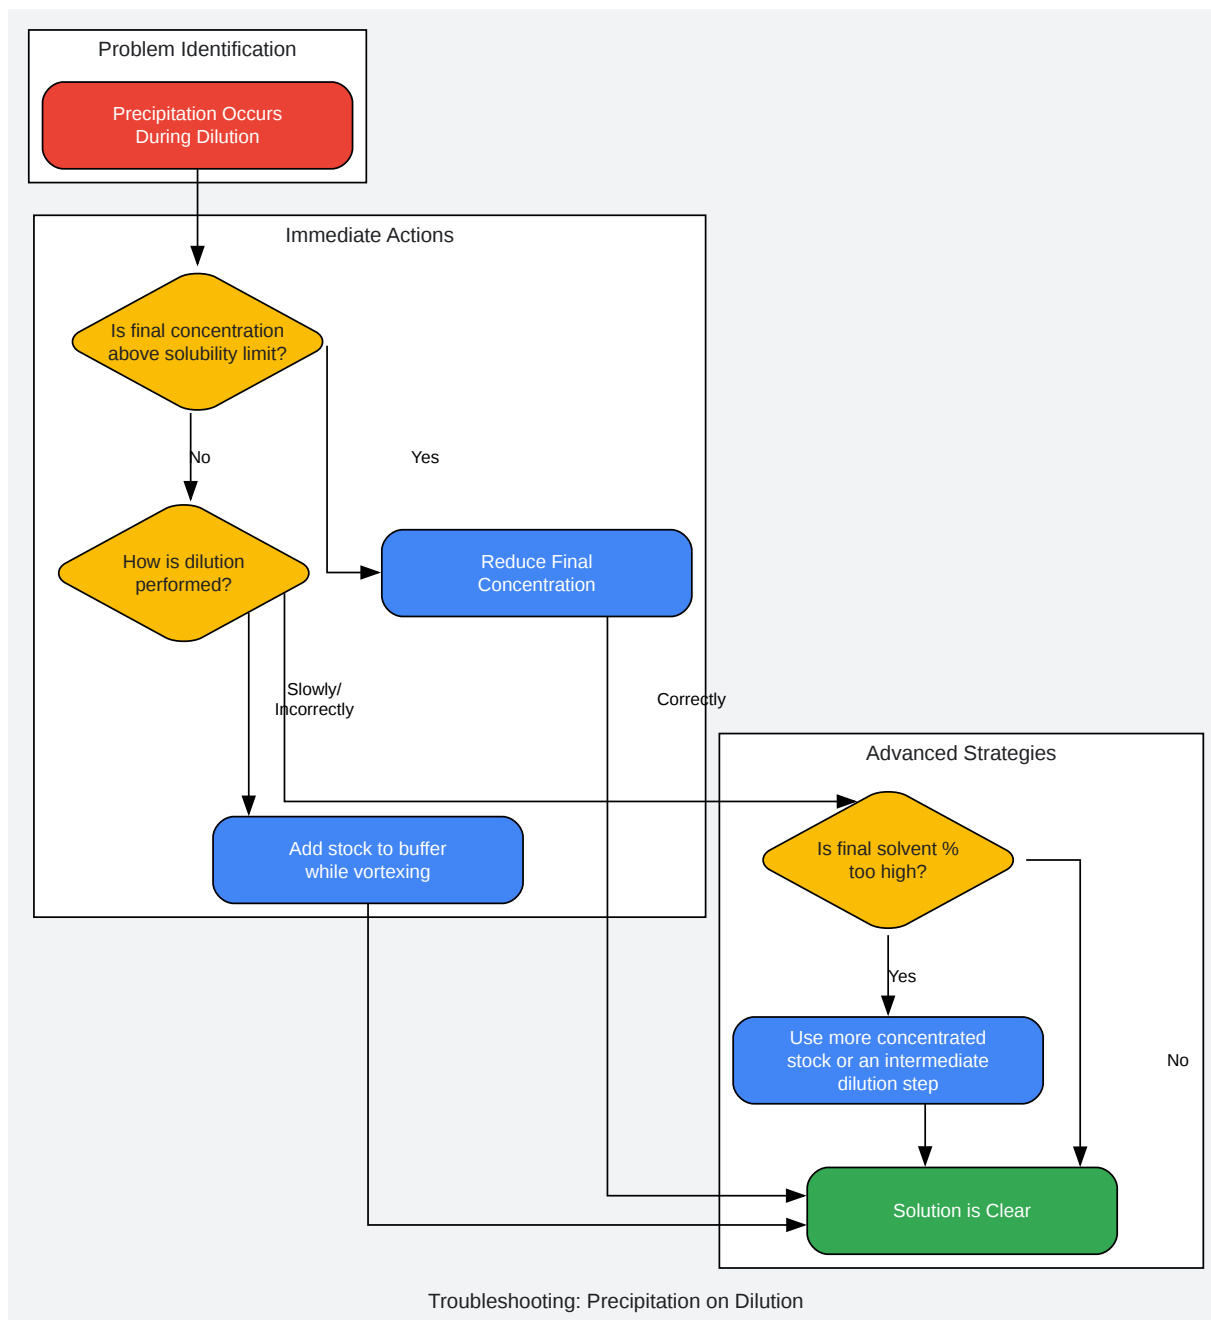 Problem Identification
Precipitation Occurs
During Dilution
Immediate Actions
Is final concentration
above solubility limit?
No
Yes
How is dilution
performed?
Reduce Final
Concentration
Slowly/
Incorrectly
Correctly
Advanced Strategies
Add stock to buffer
while vortexing
Is final solvent %
too high?
Yes
Use more concentrated
stock or an intermediate
dilution step
No
Solution is Clear
Troubleshooting: Precipitation on Dilution